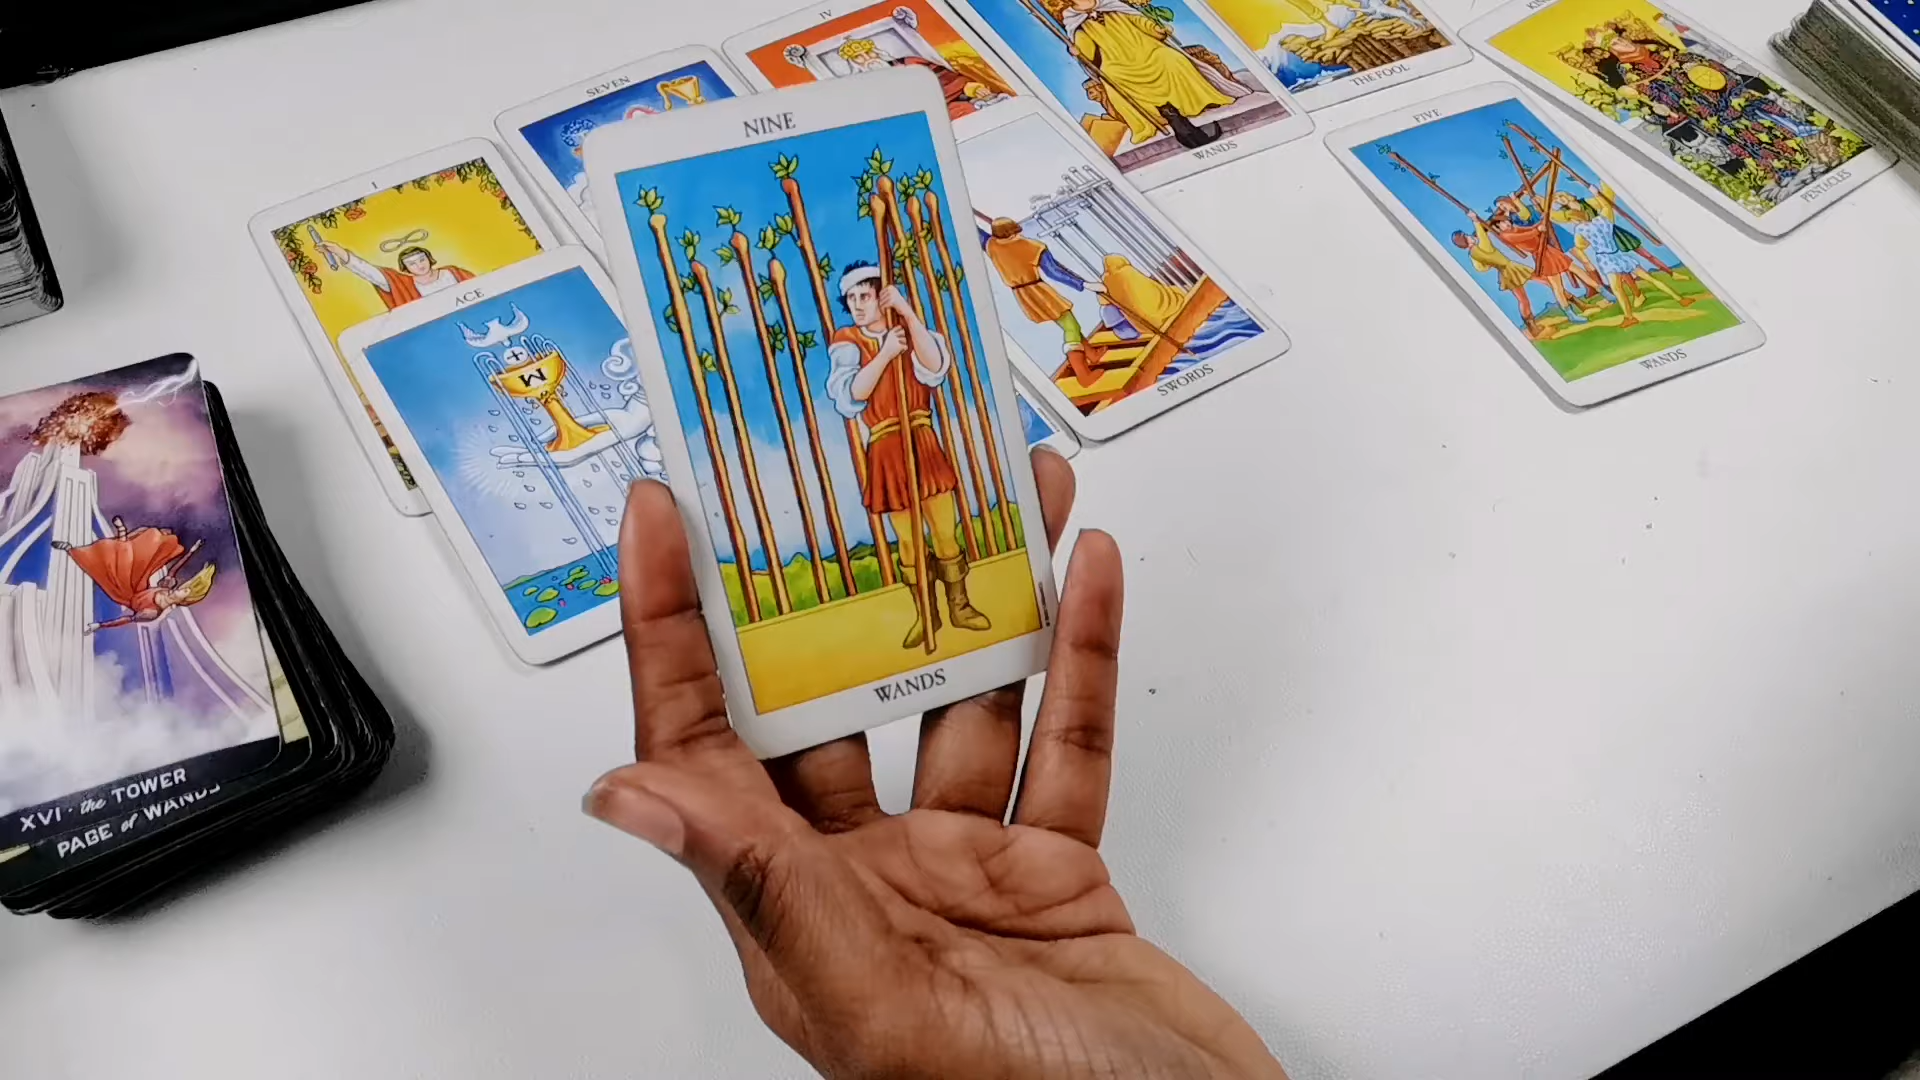 IV
SEVEN
NINE
WANDS
THE FOOL
I
ACE
WANDS
SWORDS
FIVE
WANDS
PENTACLES
XVI · the TOWER
PAGE of WANDS